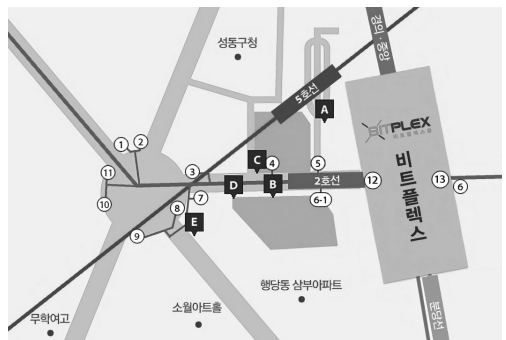 성동구청
경의·중앙
5호선
A
BITPLEX
비트플렉스몰
비트플렉스
1
2
C
4
5
3
11
D
B
2호선
12
13
6
10
7
6-1
8
E
9
행당동 삼부아파트
소월아트홀
무학여고
분당선